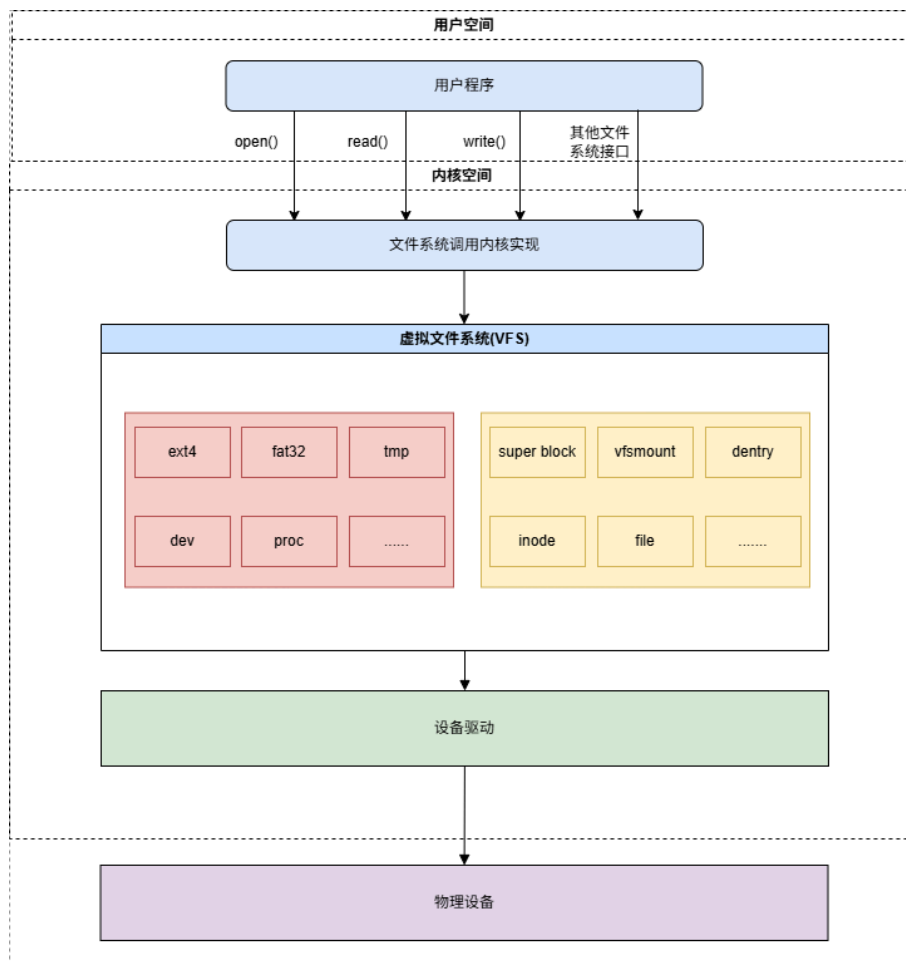 用户空间
用户程序
open()
read()
write()
其他文件
系统接口
内核空间
文件系统调用内核实现
虚拟文件系统(VFS)
ext4
fat32
tmp
super block
vfsmount
dentry
dev
proc
......
inode
file
.......
设备驱动
物理设备